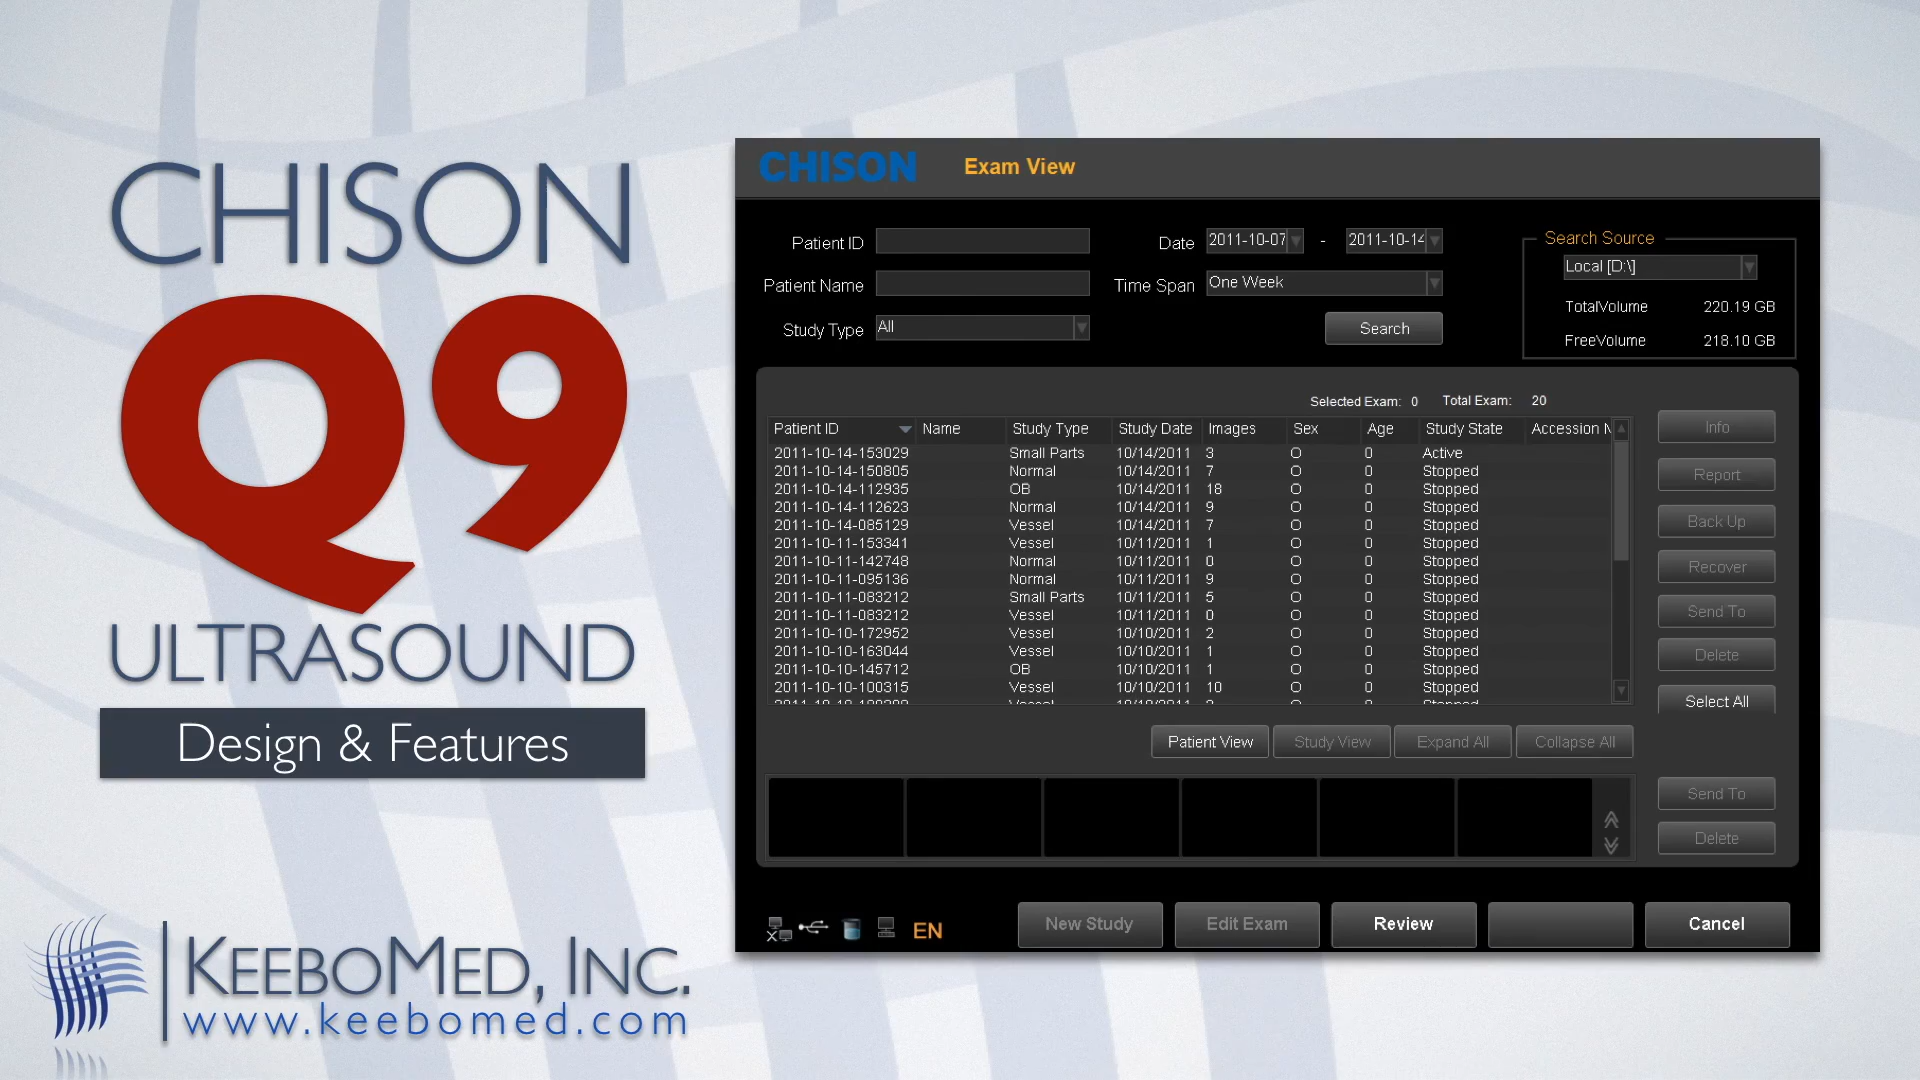 CHISON
Q9
ULTRASOUND
Design & Features
KEEBOMED, INC.
www.keebomed.com
CHISON Exam View
Patient ID
Patient Name
Study Type All
Date 2011-10-07 - 2011-10-14
Time Span One Week
Search
Search Source
Local [D:\]
TotalVolume 220.19 GB
FreeVolume 218.10 GB
Selected Exam: 0 Total Exam: 20
Patient ID Name Study Type Study Date Images Sex Age Study State Accession N
2011-10-14-153029 Small Parts 10/14/2011 3 O 0 Active
2011-10-14-150805 Normal 10/14/2011 7 O 0 Stopped
2011-10-14-112935 OB 10/14/2011 18 O 0 Stopped
2011-10-14-112623 Normal 10/14/2011 9 O 0 Stopped
2011-10-14-085129 Vessel 10/14/2011 7 O 0 Stopped
2011-10-11-153341 Vessel 10/11/2011 1 O 0 Stopped
2011-10-11-142748 Normal 10/11/2011 0 O 0 Stopped
2011-10-11-095136 Normal 10/11/2011 9 O 0 Stopped
2011-10-11-083212 Small Parts 10/11/2011 5 O 0 Stopped
2011-10-11-083212 Vessel 10/11/2011 0 O 0 Stopped
2011-10-10-172952 Vessel 10/10/2011 2 O 0 Stopped
2011-10-10-163044 Vessel 10/10/2011 1 O 0 Stopped
2011-10-10-145712 OB 10/10/2011 1 O 0 Stopped
2011-10-10-100315 Vessel 10/10/2011 10 O 0 Stopped
Info
Report
Back Up
Recover
Send To
Delete
Select All
Patient View Study View Expand All Collapse All
Send To
Delete
EN
New Study Edit Exam Review Cancel